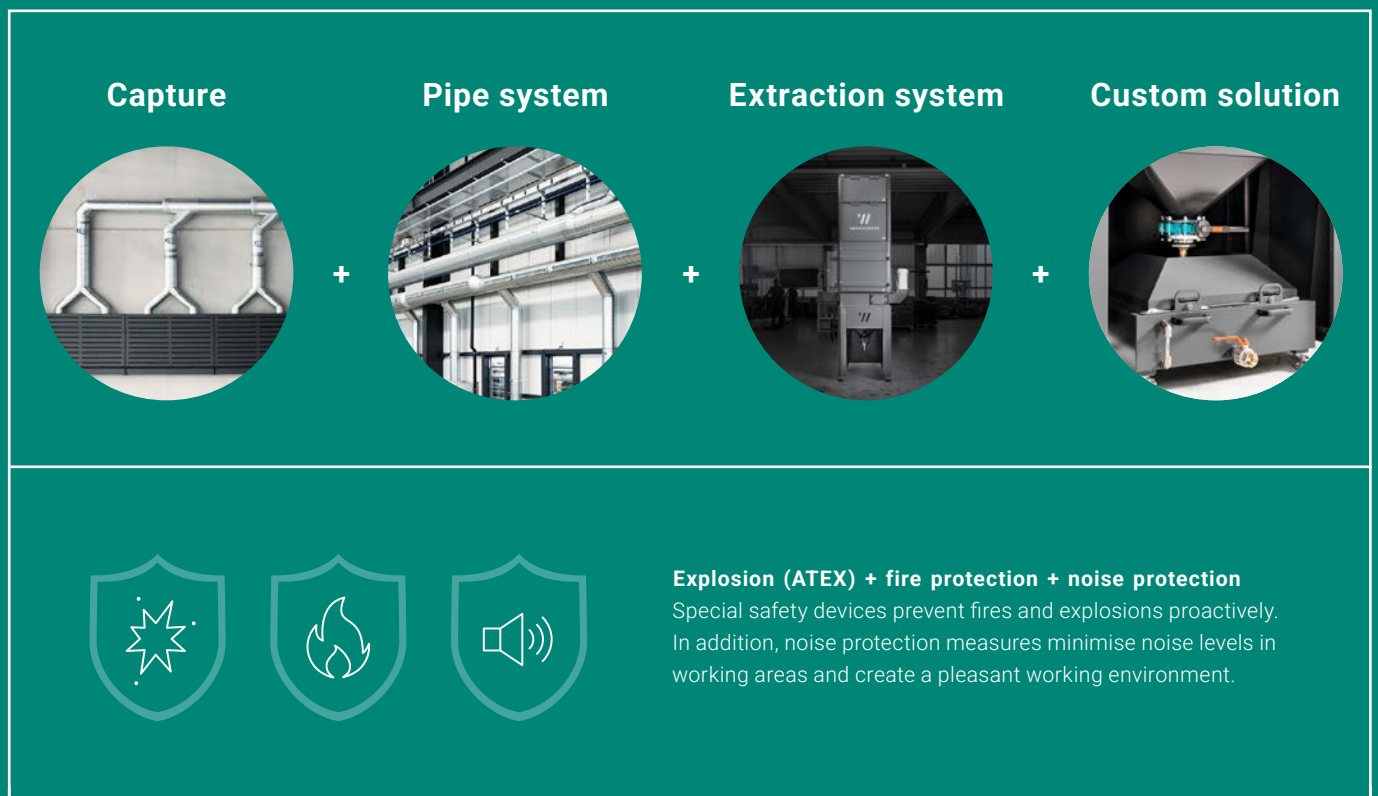 Capture
Pipe system
Extraction system
Custom solution
+
+
+
Explosion (ATEX) + fire protection + noise protection
Special safety devices prevent fires and explosions proactively.
In addition, noise protection measures minimise noise levels in
working areas and create a pleasant working environment.